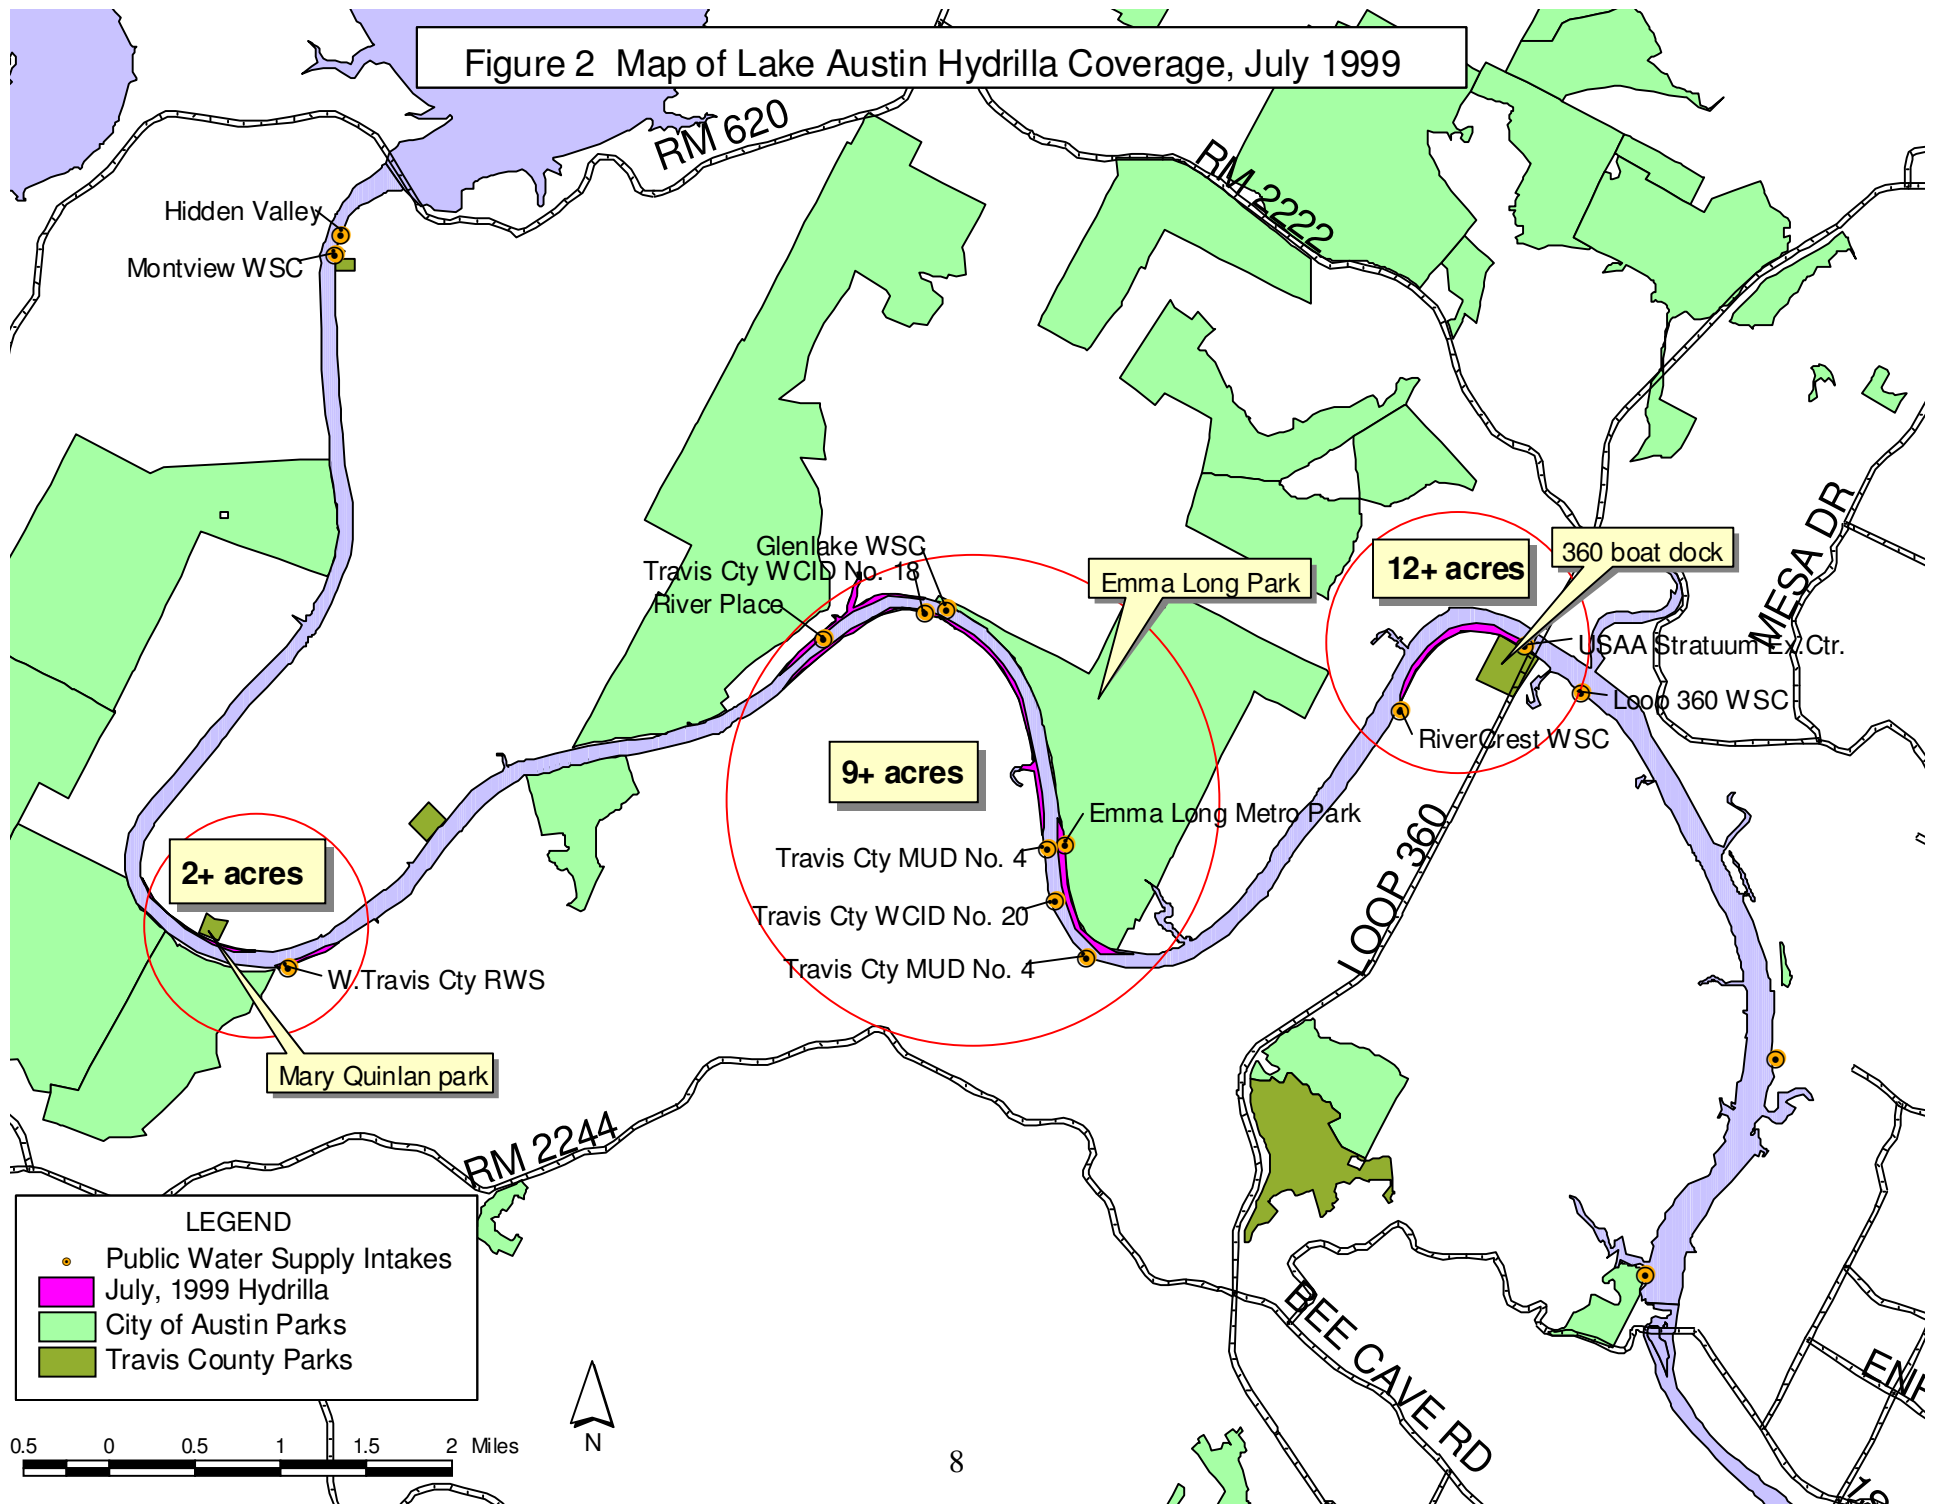 Figure 2  Map of Lake Austin Hydrilla Coverage, July 1999
RM 620
RM 2222
Hidden Valley
Montview WSC
MESA DR
Glenlake WSC
Travis Cty WCID No. 18
River Place
Emma Long Park
12+ acres
360 boat dock
USAA Stratuum Ex.Ctr.
Loop 360 WSC
RiverCrest WSC
9+ acres
Emma Long Metro Park
Travis Cty MUD No. 4
Travis Cty WCID No. 20
Travis Cty MUD No. 4
LOOP 360
2+ acres
W.Travis Cty RWS
Mary Quinlan park
RM 2244
LEGEND
Public Water Supply Intakes
July, 1999 Hydrilla
City of Austin Parks
Travis County Parks
BEE CAVE RD
0.5 0 0.5 1 1.5 2 Miles
N
8